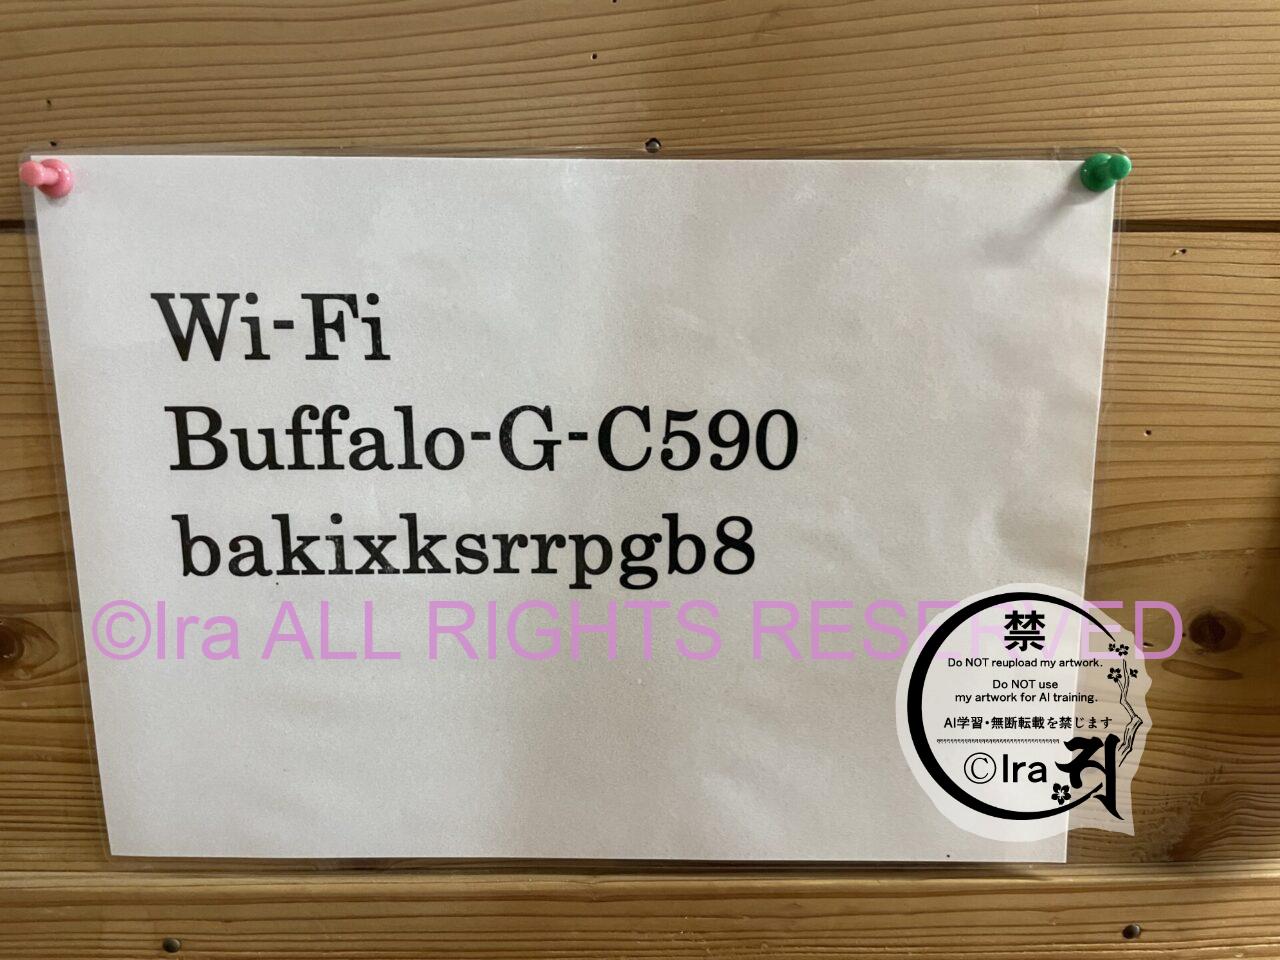 Wi-Fi
Buffalo-G-C590
bakixksrrpgb8
©Ira ALL RIGHTS RESERVED
禁
Do NOT reupload my artwork.
Do NOT use
my artwork for AI training.
AI学習・無断転載を禁じます
©Ira